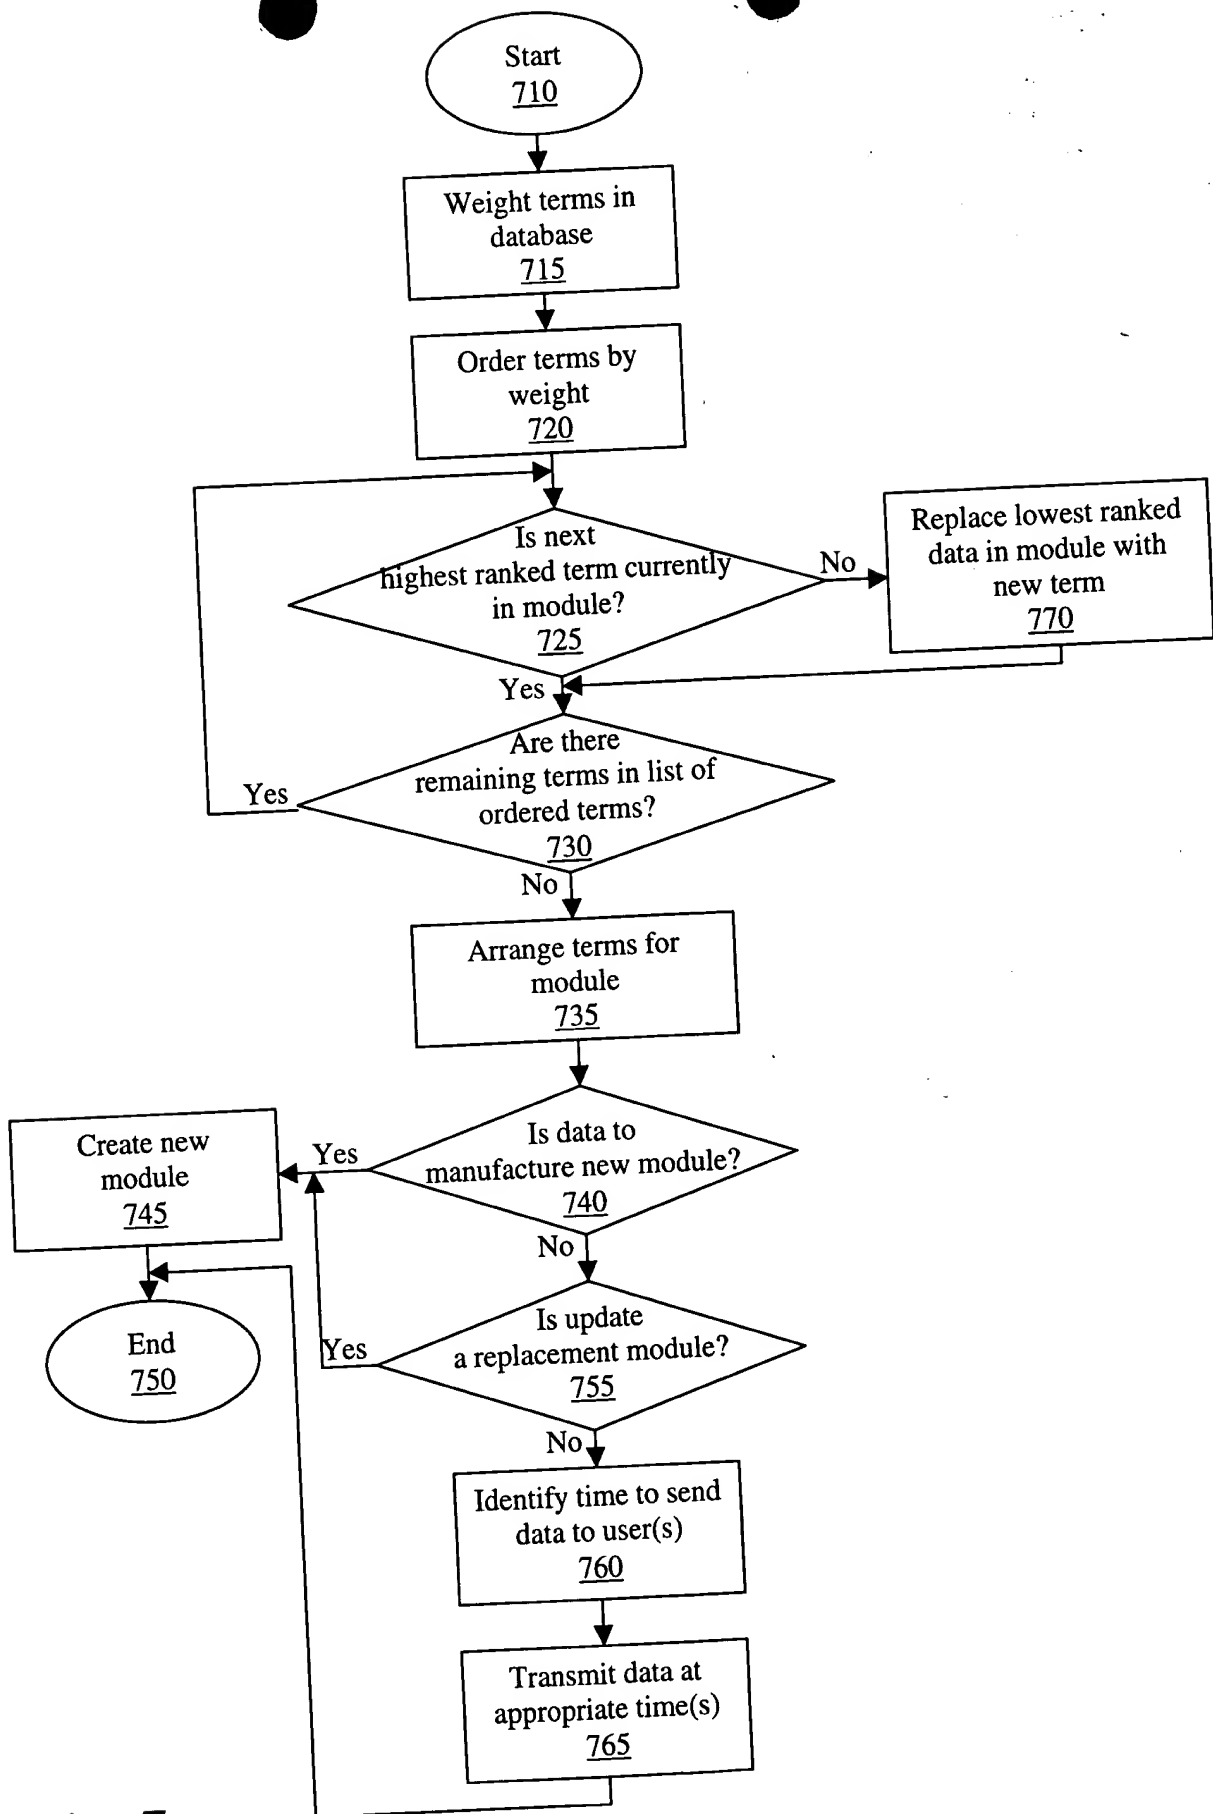 Start
710
Weight terms in
database
715
Order terms by
weight
720
Is next
highest ranked term currently
in module?
725
No
Replace lowest ranked
data in module with
new term
770
Yes
Are there
remaining terms in list of
ordered terms?
730
Yes
No
Arrange terms for
module
735
Is data to
manufacture new module?
740
Yes
Create new
module
745
No
Is update
a replacement module?
755
Yes
End
750
No
Identify time to send
data to user(s)
760
Transmit data at
appropriate time(s)
765